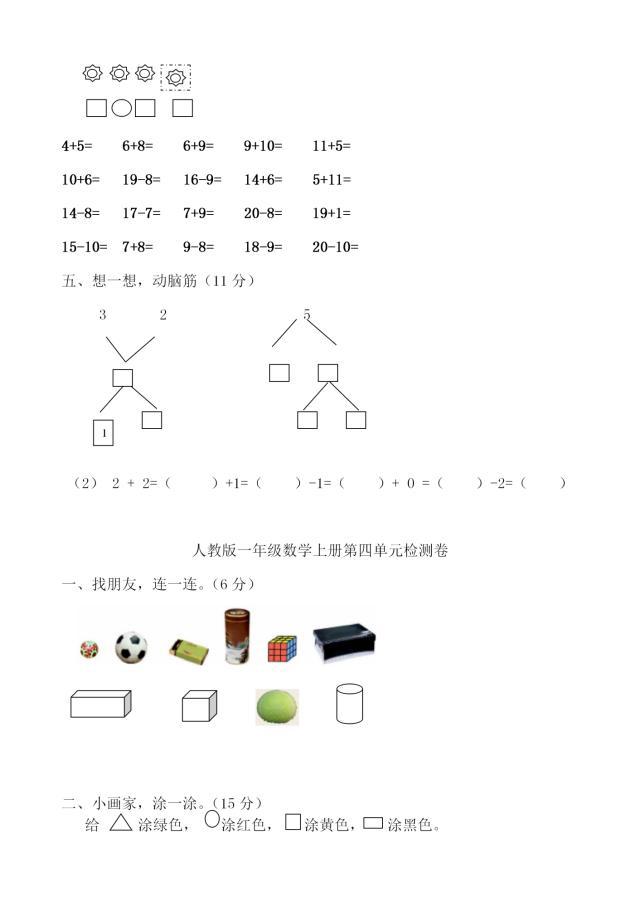 4+5= 6+8= 6+9= 9+10= 11+5=
10+6= 19-8= 16-9= 14+6= 5+11=
14-8= 17-7= 7+9= 20-8= 19+1=
15-10= 7+8= 9-8= 18-9= 20-10=
五、想一想，动脑筋(11 分)
3 2 5
1
（2） 2 + 2=（ ）+1=（ ）-1=（ ）+ 0 =（ ）-2=（ ）
人教版一年级数学上册第四单元检测卷
一、找朋友，连一连。(6 分)
二、小画家，涂一涂。(15 分)
给 涂绿色， 涂红色， 涂黄色， 涂黑色。